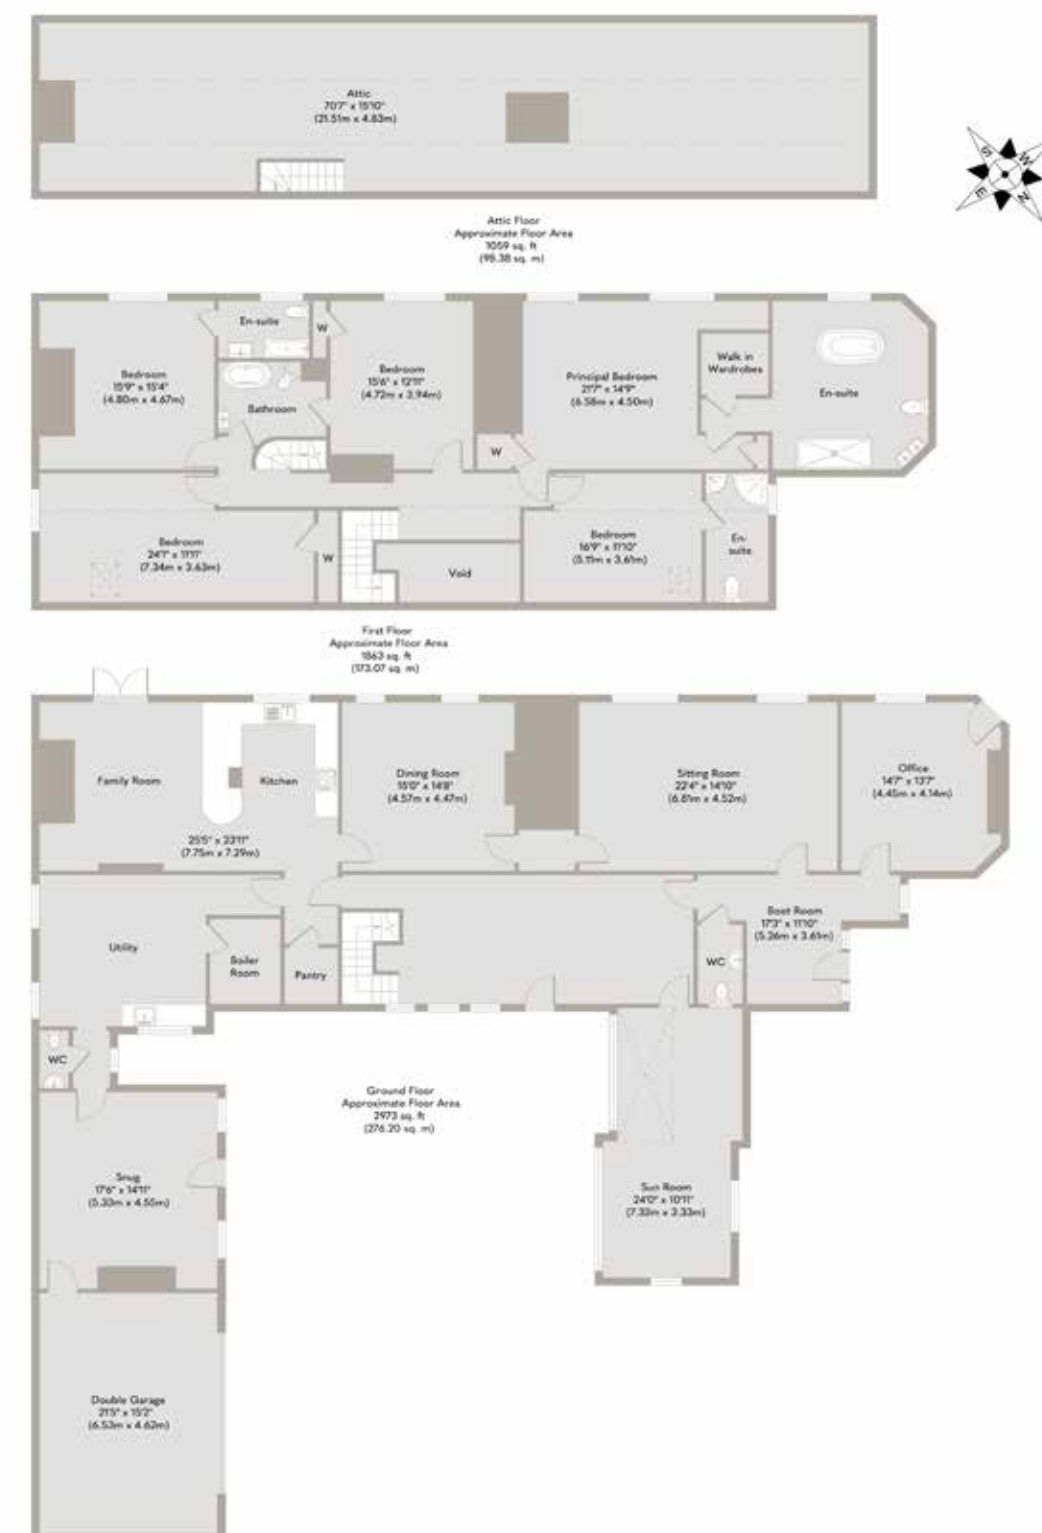 Attic
70'7" x 15'10"
(21.51m x 4.83m)
S
W
E
N
Attic Floor
Approximate Floor Area
1059 sq. ft
(98.38 sq. m)
En-suite
W
Bedroom
15'9" x 15'4"
(4.80m x 4.67m)
Bathroom
Bedroom
15'6" x 12'11"
(4.72m x 3.94m)
Principal Bedroom
21'7" x 14'9"
(6.58m x 4.50m)
Walk in
Wardrobes
En-suite
W
Bedroom
24'1" x 11'11"
(7.34m x 3.63m)
W
Void
Bedroom
16'9" x 11'10"
(5.11m x 3.61m)
En-
suite
First Floor
Approximate Floor Area
1863 sq. ft
(173.07 sq. m)
Family Room
Kitchen
25'5" x 23'11"
(7.75m x 7.29m)
Dining Room
15'0" x 14'8"
(4.57m x 4.47m)
Sitting Room
22'4" x 14'10"
(6.81m x 4.52m)
Office
14'7" x 13'7"
(4.45m x 4.14m)
Utility
Boiler
Room
Pantry
WC
Boot Room
17'3" x 11'10"
(5.26m x 3.61m)
WC
Ground Floor
Approximate Floor Area
2973 sq. ft
(276.20 sq. m)
Snug
17'6" x 14'11"
(5.33m x 4.55m)
Sun Room
24'0" x 10'11"
(7.32m x 3.33m)
Double Garage
21'5" x 15'2"
(6.53m x 4.62m)